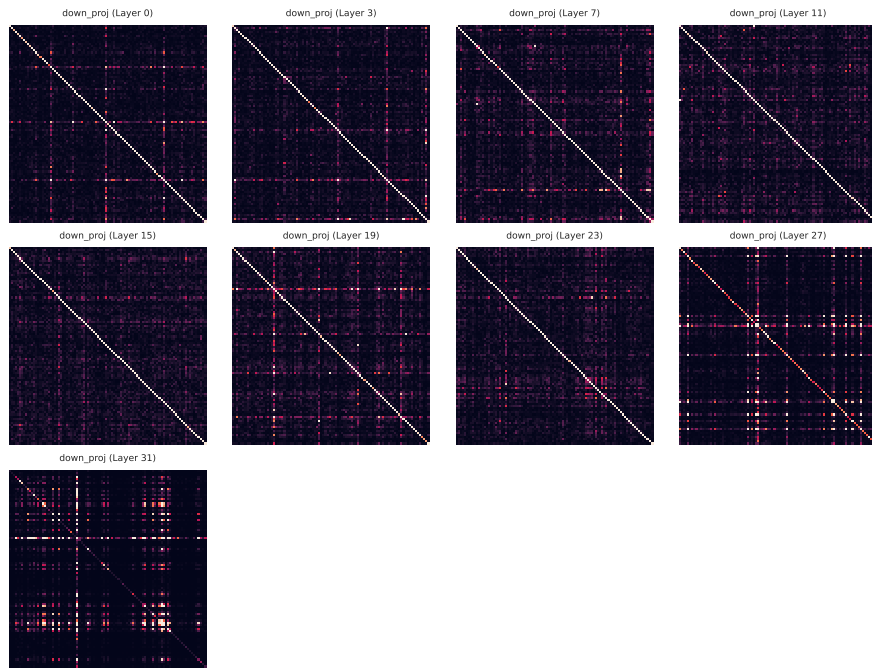 down_proj (Layer 0)
down_proj (Layer 3)
down_proj (Layer 7)
down_proj (Layer 11)
down_proj (Layer 15)
down_proj (Layer 19)
down_proj (Layer 23)
down_proj (Layer 27)
down_proj (Layer 31)